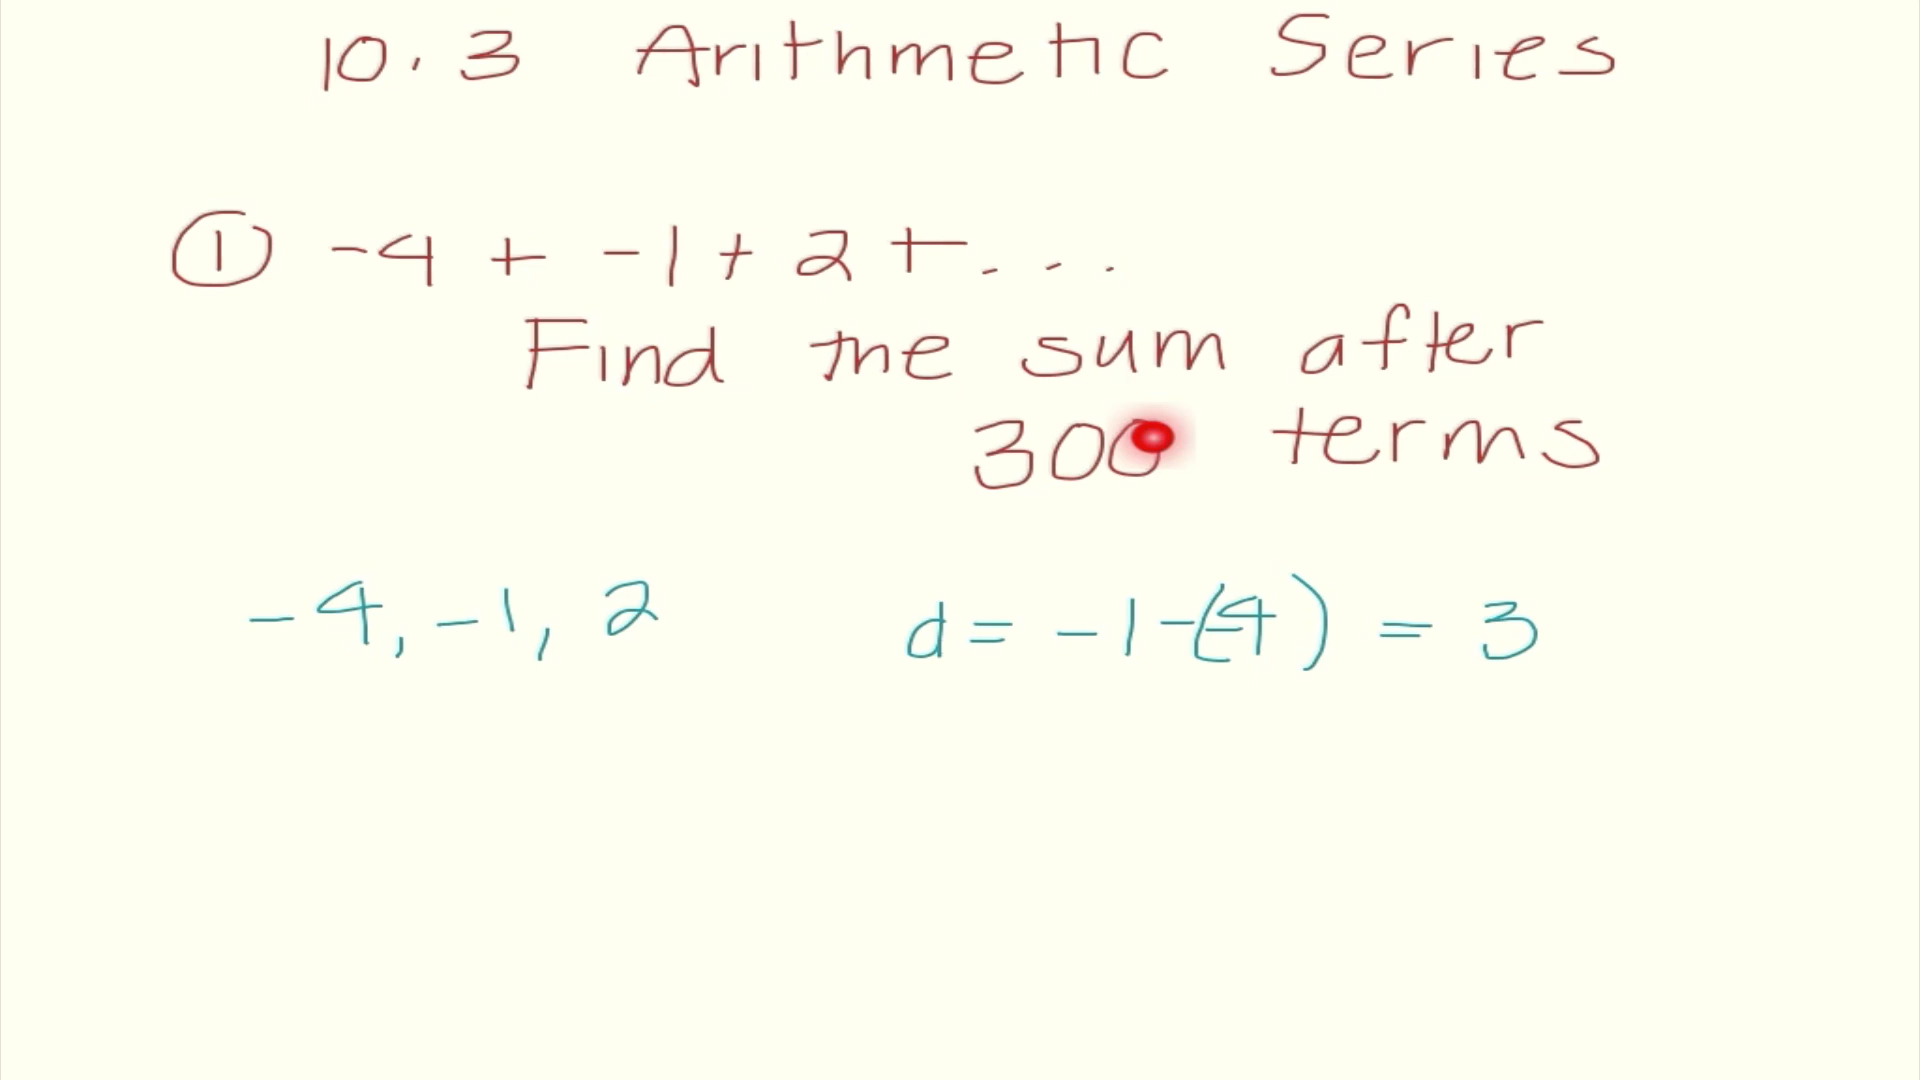 10.3 Arithmetic Series
① -4 + -1 + 2 + . . .
Find the sum after
300 terms
-4, -1, 2 d = -1 -(-4) = 3